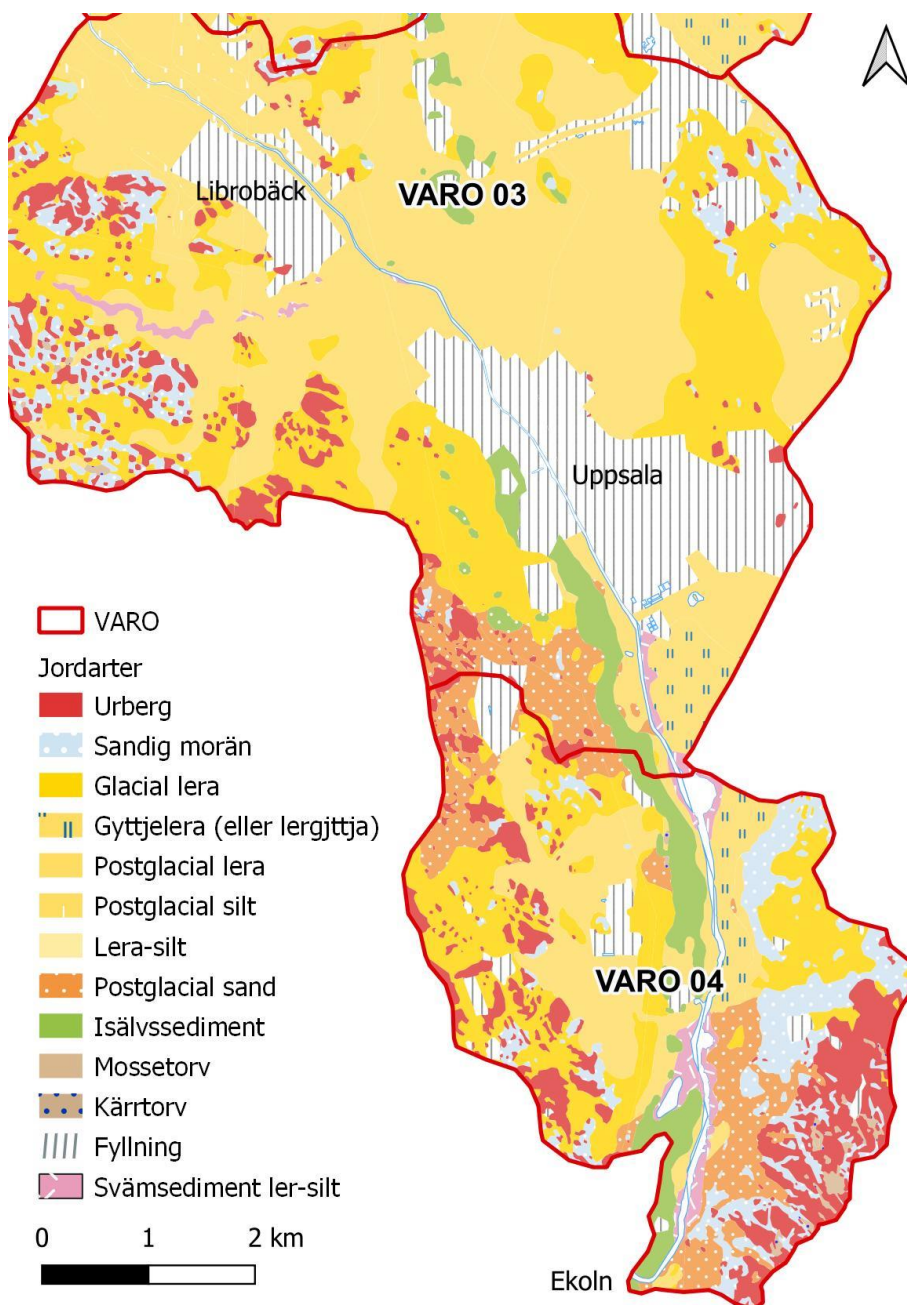 Librobäck
VARO 03
Uppsala
VARO
Jordarter
Urberg
Sandig morän
Glacial lera
Gyttjelera (eller lergjttja)
Postglacial lera
Postglacial silt
Lera-silt
Postglacial sand
Isälvssediment
Mossetorv
Kärrtorv
Fyllning
Svämsediment ler-silt
VARO 04
0 1 2 km
Ekoln